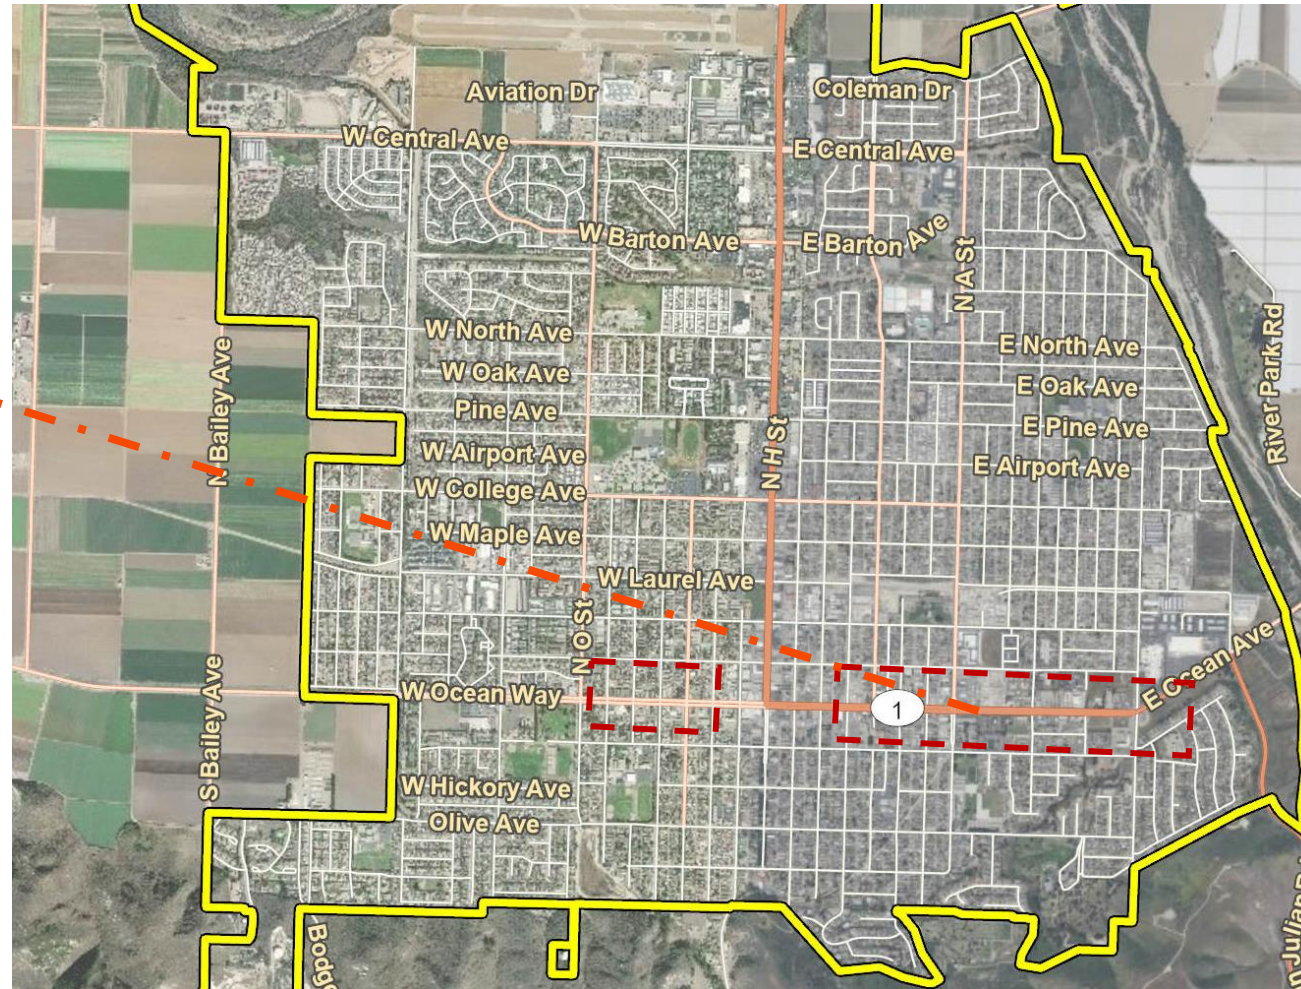 Aviation Dr
Coleman Dr
W Central Ave
E Central Ave
W Barton Ave
E Barton Ave
N A St
W North Ave
E North Ave
River Park Rd
W Oak Ave
E Oak Ave
N Bailey Ave
Pine Ave
E Pine Ave
N H St
W Airport Ave
E Airport Ave
W College Ave
W Maple Ave
W Laurel Ave
N O St
E Ocean Ave
W Ocean Way
1
S Bailey Ave
W Hickory Ave
Olive Ave